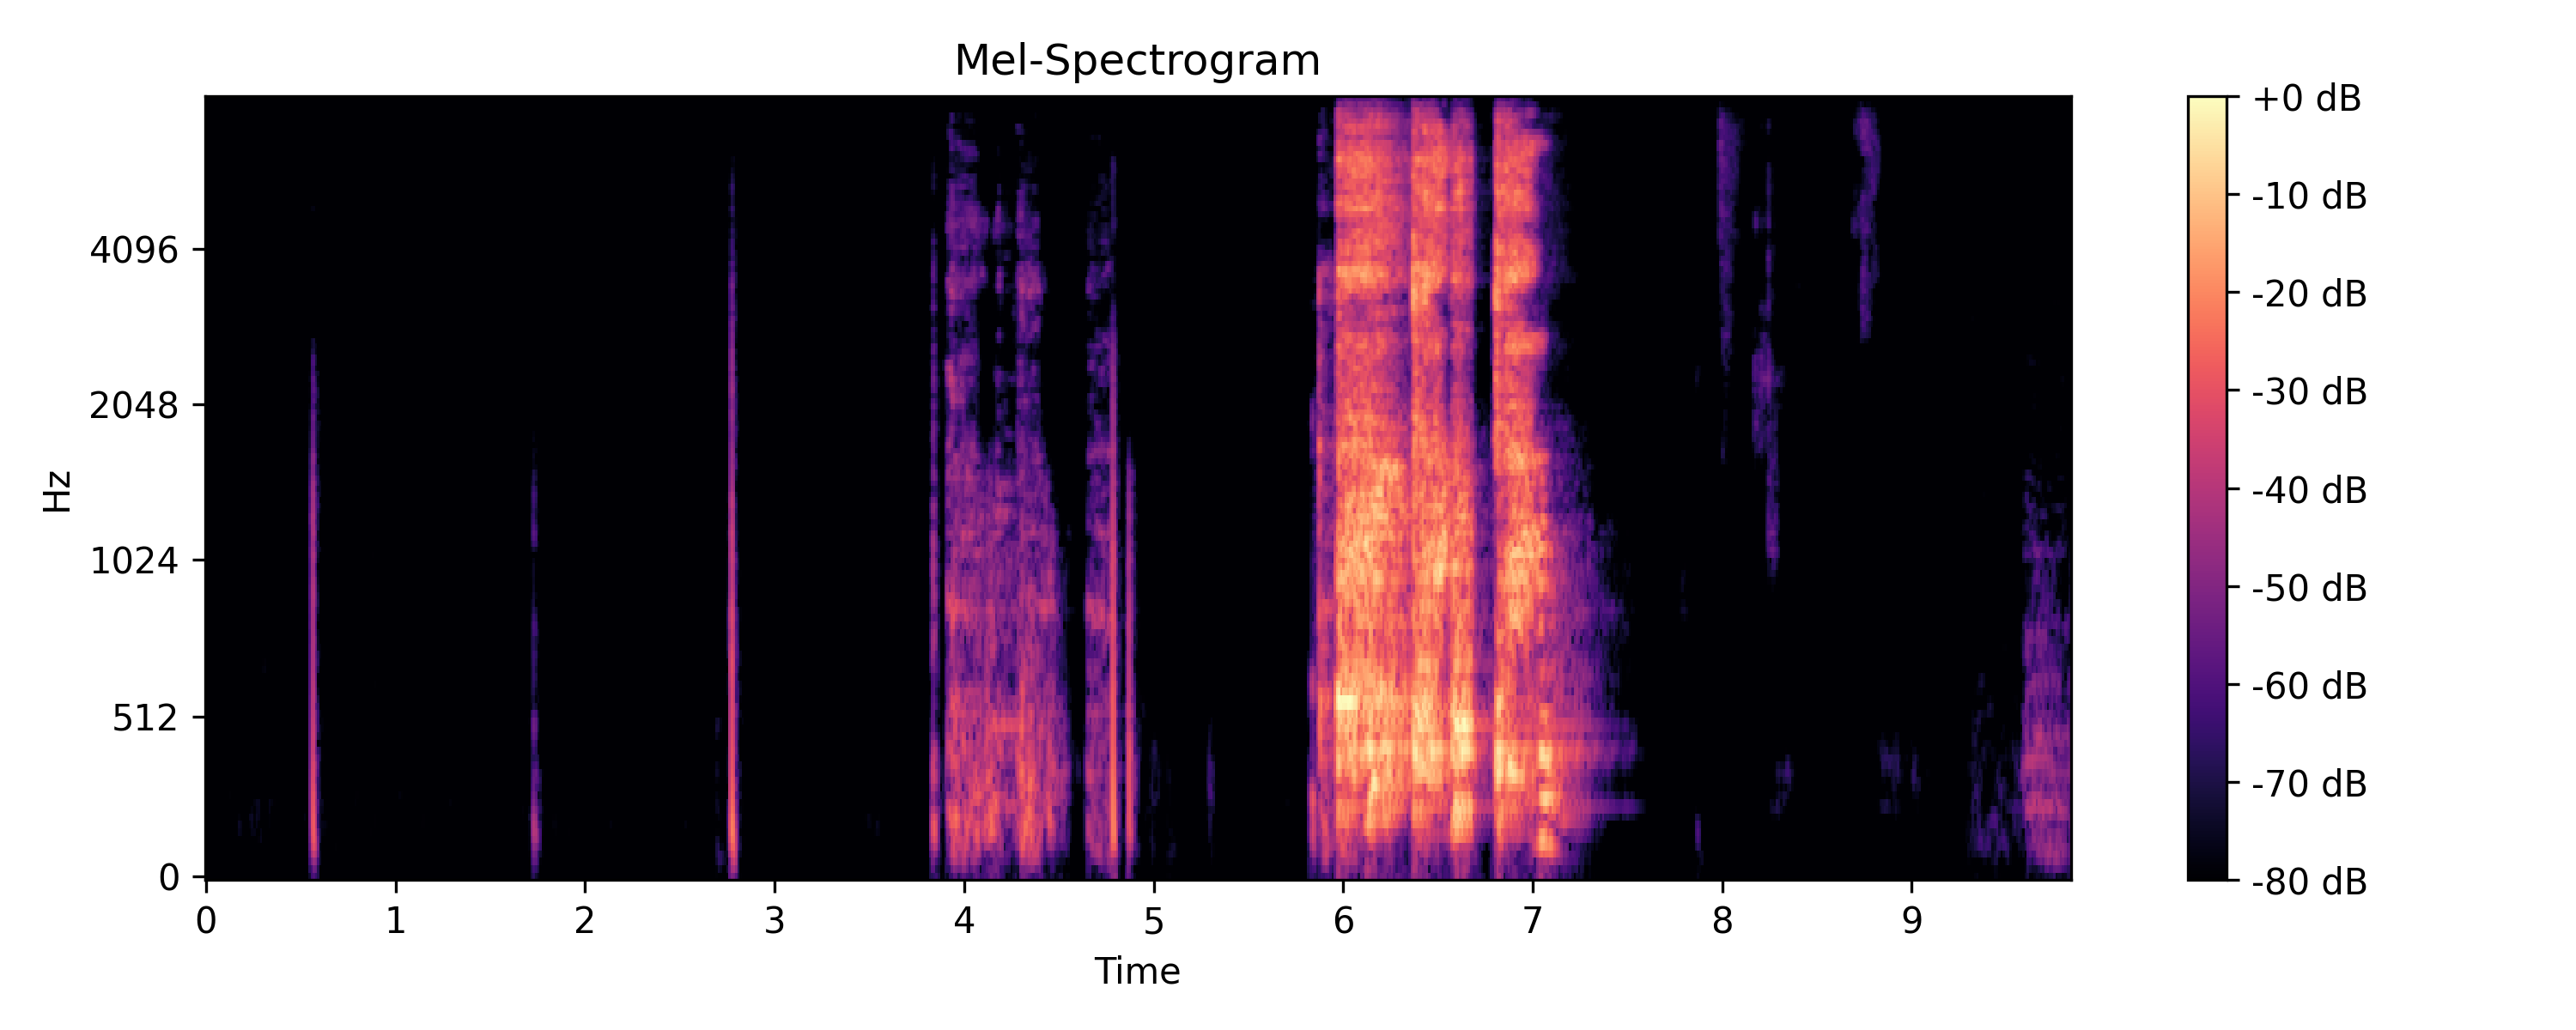 Mel-Spectrogram
+0 dB
-10 dB
-20 dB
-30 dB
-40 dB
-50 dB
-60 dB
-70 dB
-80 dB
Hz
4096
2048
1024
512
0
0 1 2 3 4 5 6 7 8 9
Time